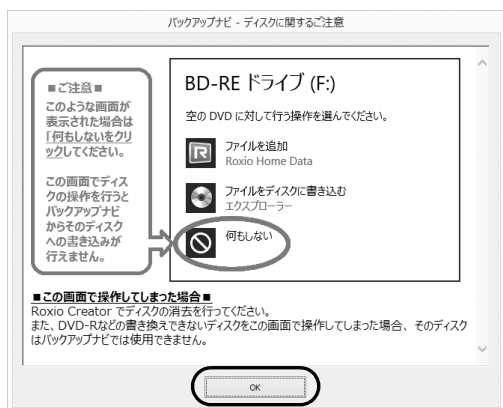 バックアップナビ - ディスクに関するご注意
■ご注意■
このような画面が
表示された場合は
「何もしないをクリ
ックしてください。
この画面でディス
クの操作を行うと
バックアップナビ
からそのディスク
への書き込みが
行えません。
BD-RE ドライブ (F:)
空の DVD に対して行う操作を選んでください。
ファイルを追加
Roxio Home Data
ファイルをディスクに書き込む
エクスプローラー
何もしない
■この画面で操作してしまった場合■
Roxio Creator でディスクの消去を行ってください。
また、DVD-Rなどの書き換えできないディスクをこの画面で操作してしまった場合、そのディスク
はバックアップナビでは使用できません。
OK